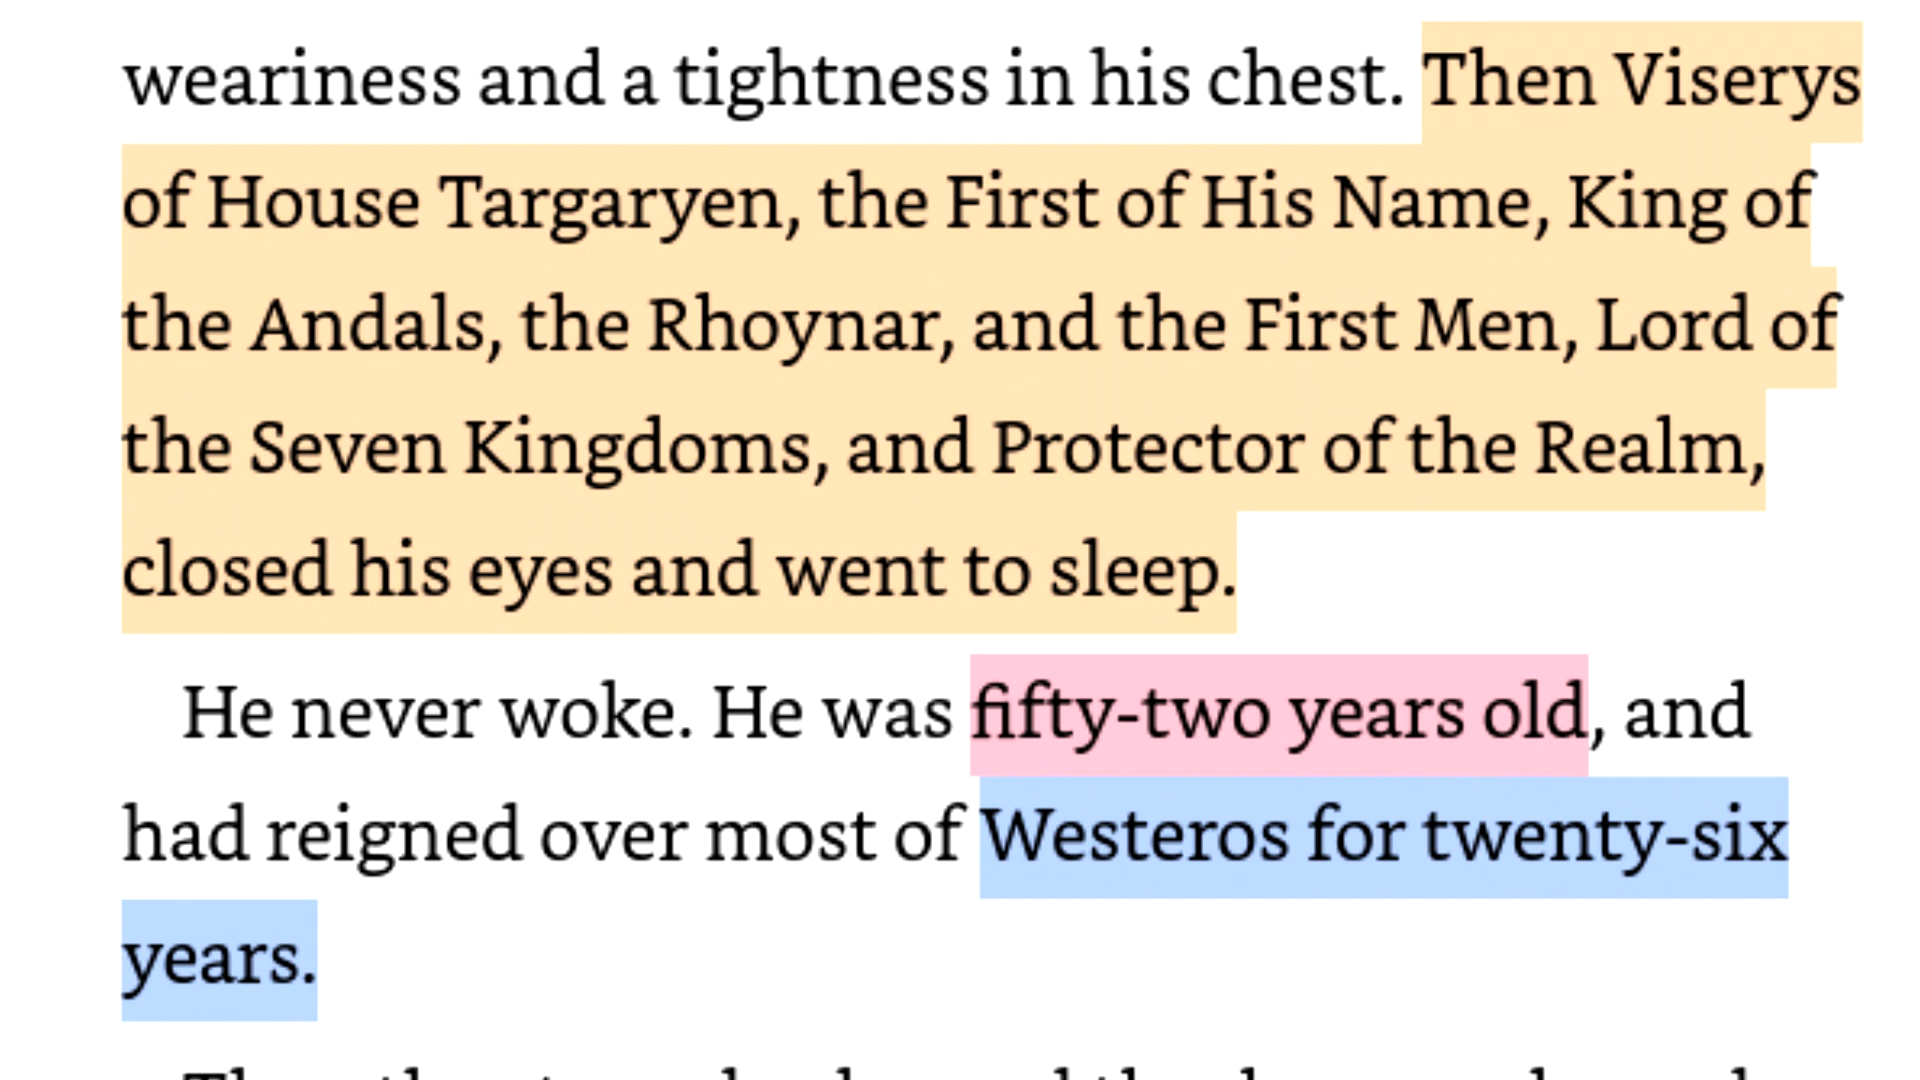 weariness and a tightness in his chest. Then Viserys
of House Targaryen, the First of His Name, King of
the Andals, the Rhoynar, and the First Men, Lord of
the Seven Kingdoms, and Protector of the Realm,
closed his eyes and went to sleep.
He never woke. He was fifty-two years old, and
had reigned over most of Westeros for twenty-six
years.